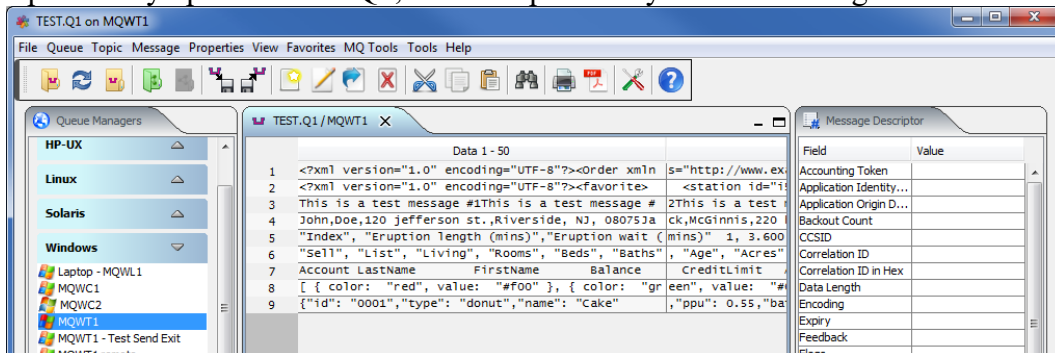 TEST.Q1 on MQWT1
File Queue Topic Message Properties View Favorites MQ Tools Tools Help
PDF
Queue Managers
HP-UX
Linux
Solaris
Windows
Laptop - MQWL1
MQWC1
MQWC2
MQWT1
MQWT1 - Test Send Exit
TEST.Q1 / MQWT1
Data 1 - 50
1 <?xml version="1.0" encoding="UTF-8"?><Order xmln s="http://www.ex
2 <?xml version="1.0" encoding="UTF-8"?><favorite> <station id="i
3 This is a test message #1This is a test message # 2This is a test
4 John,Doe,120 jefferson st.,Riverside, NJ, 08075Ja ck,McGinnis,220
5 "Index", "Eruption length (mins)","Eruption wait ( mins)" 1, 3.600
6 "Sell", "List", "Living", "Rooms", "Beds", "Baths" , "Age", "Acres"
7 Account LastName FirstName Balance CreditLimit
8 [ { color: "red", value: "#f00" }, { color: "gr een", value: "#
9 {"id": "0001","type": "donut","name": "Cake" ,"ppu": 0.55,"ba
Message Descriptor
Field Value
Accounting Token
Application Identity...
Application Origin D...
Backout Count
CCSID
Correlation ID
Correlation ID in Hex
Data Length
Encoding
Expiry
Feedback